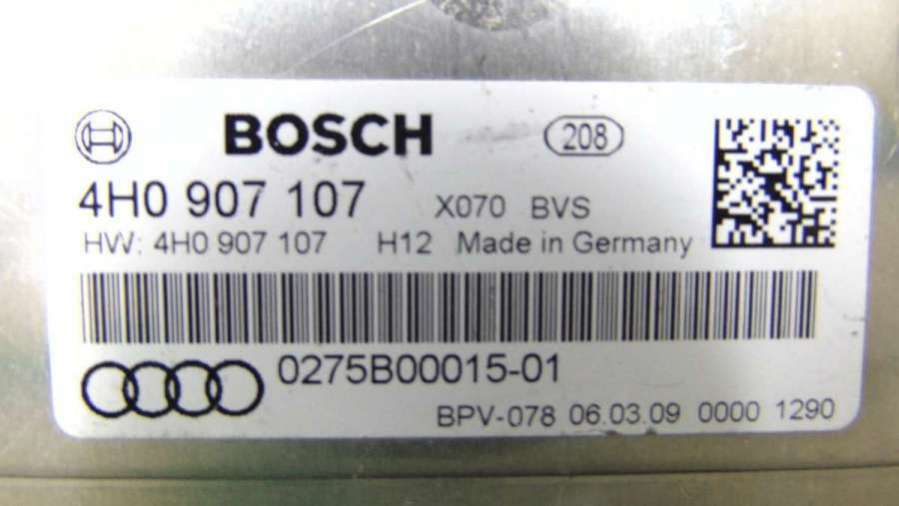 BOSCH 208
4H0 907 107 X070 BVS
HW: 4H0 907 107 H12 Made in Germany
0275B00015-01
BPV-078 06.03.09 0000 1290